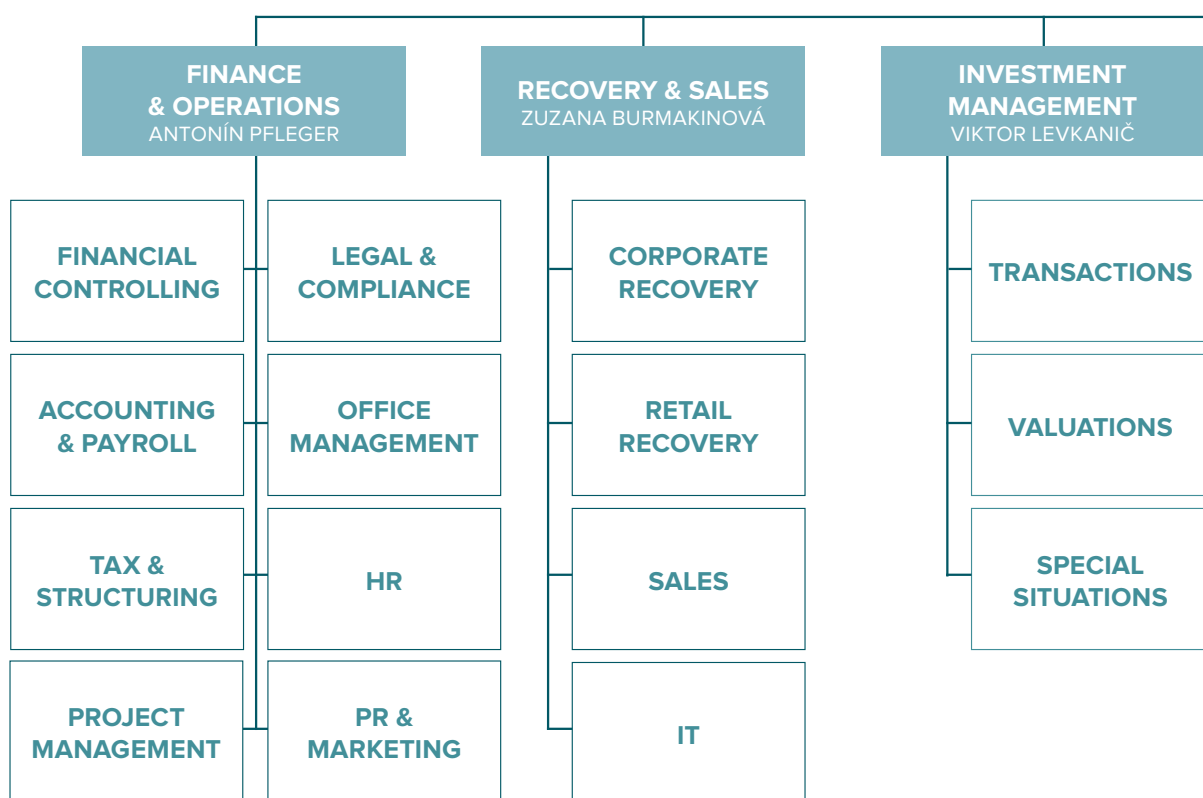 FINANCE
& OPERATIONS
ANTONÍN PFLEGER
RECOVERY & SALES
ZUZANA BURMAKINOVÁ
INVESTMENT
MANAGEMENT
VIKTOR LEVKANIČ
FINANCIAL
CONTROLLING
LEGAL &
COMPLIANCE
CORPORATE
RECOVERY
TRANSACTIONS
ACCOUNTING
& PAYROLL
OFFICE
MANAGEMENT
RETAIL
RECOVERY
VALUATIONS
TAX &
STRUCTURING
HR
SALES
SPECIAL
SITUATIONS
PROJECT
MANAGEMENT
PR &
MARKETING
IT